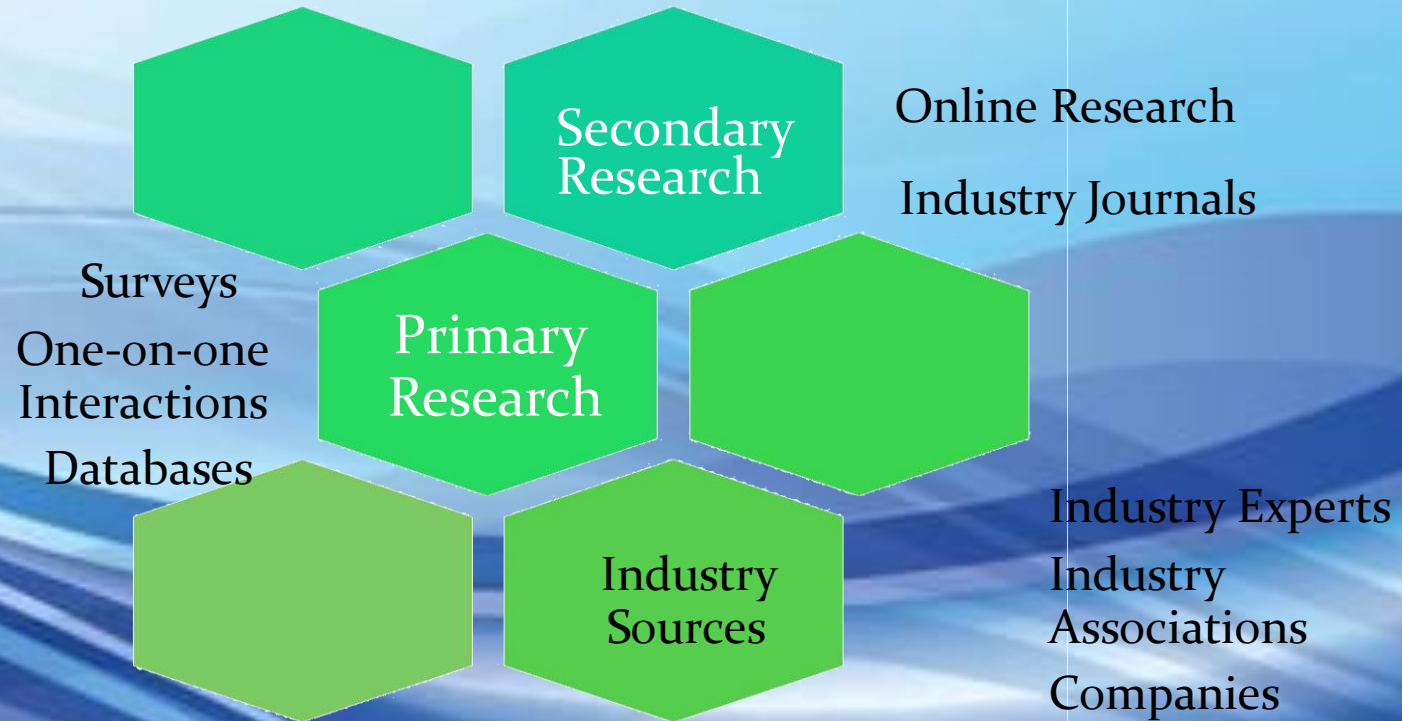 Secondary
Research
Online Research
Industry Journals
Surveys
One-on-one
Interactions
Databases
Primary
Research
Industry
Sources
Industry Experts
Industry
Associations
Companies